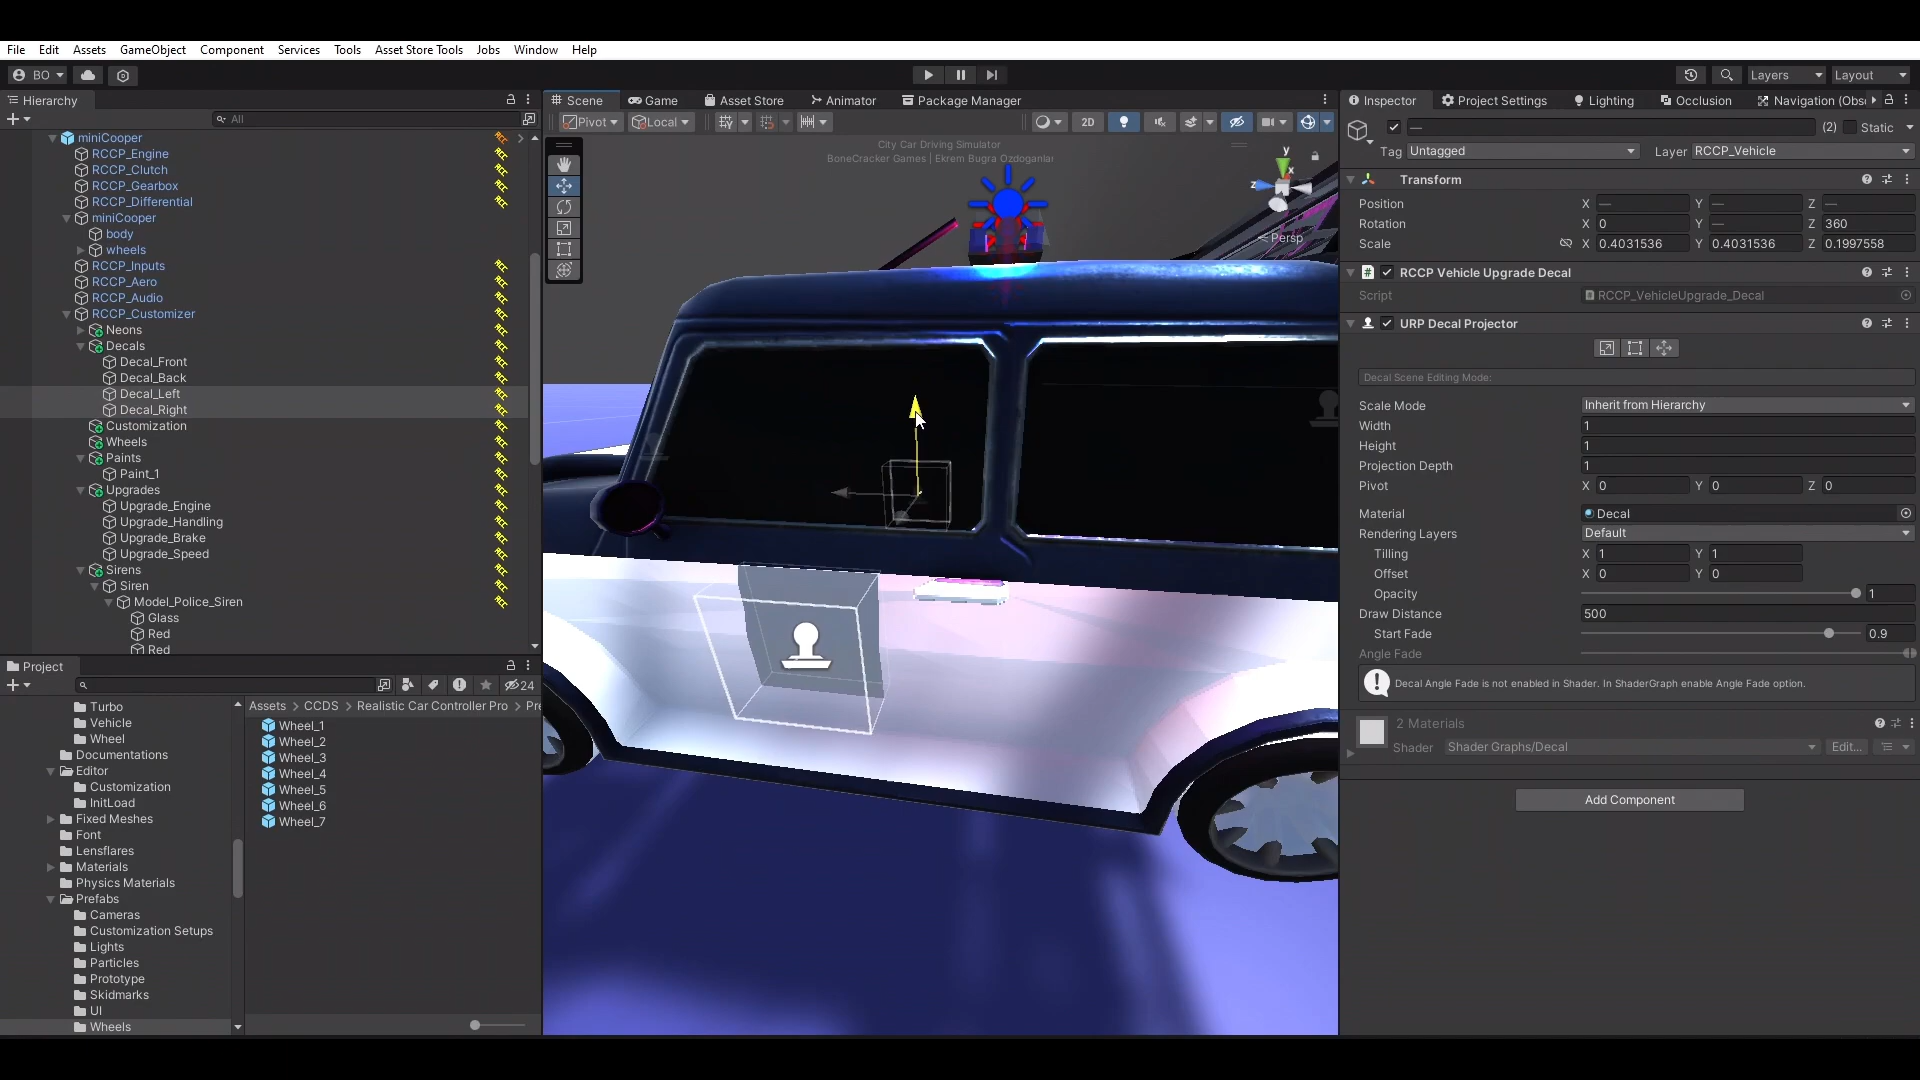 File Edit Assets GameObject Component Services Tools Asset Store Tools Jobs Window Help
BO
Layers Layout
Hierarchy
All
miniCooper
RCCP_Engine
RCCP_Clutch
RCCP_Gearbox
RCCP_Differential
miniCooper
body
wheels
RCCP_Inputs
RCCP_Aero
RCCP_Audio
RCCP_Customizer
Neons
Decals
Decal_Front
Decal_Back
Decal_Left
Decal_Right
Customization
Wheels
Paints
Paint_1
Upgrades
Upgrade_Engine
Upgrade_Handling
Upgrade_Brake
Upgrade_Speed
Sirens
Siren
Model_Police_Siren
Glass
Red
Red
Project
24
Turbo
Vehicle
Wheel
Documentations
Editor
Customization
InitLoad
Fixed Meshes
Font
Lensflares
Materials
Physics Materials
Prefabs
Cameras
Customization Setups
Lights
Particles
Prototype
Skidmarks
UI
Wheels
Assets > CCDS > Realistic Car Controller Pro > Pre
Wheel_1
Wheel_2
Wheel_3
Wheel_4
Wheel_5
Wheel_6
Wheel_7
Scene Game Asset Store Animator Package Manager
Pivot Local 2D
City Car Driving Simulator
BoneCracker Games | Ekrem Bugra Ozdoganlar
y
x
z
Persp
Inspector Project Settings Lighting Occlusion Navigation (Obs
— (2) Static
Tag Untagged Layer RCCP_Vehicle
Transform
Position X — Y — Z —
Rotation X 0 Y — Z 360
Scale X 0.4031536 Y 0.4031536 Z 0.1997558
# RCCP Vehicle Upgrade Decal
Script RCCP_VehicleUpgrade_Decal
URP Decal Projector
Decal Scene Editing Mode:
Scale Mode Inherit from Hierarchy
Width 1
Height 1
Projection Depth 1
Pivot X 0 Y 0 Z 0
Material Decal
Rendering Layers Default
Tilling X 1 Y 1
Offset X 0 Y 0
Opacity 1
Draw Distance 500
Start Fade 0.9
Angle Fade
Decal Angle Fade is not enabled in Shader. In ShaderGraph enable Angle Fade option.
2 Materials
Shader Shader Graphs/Decal Edit...
Add Component